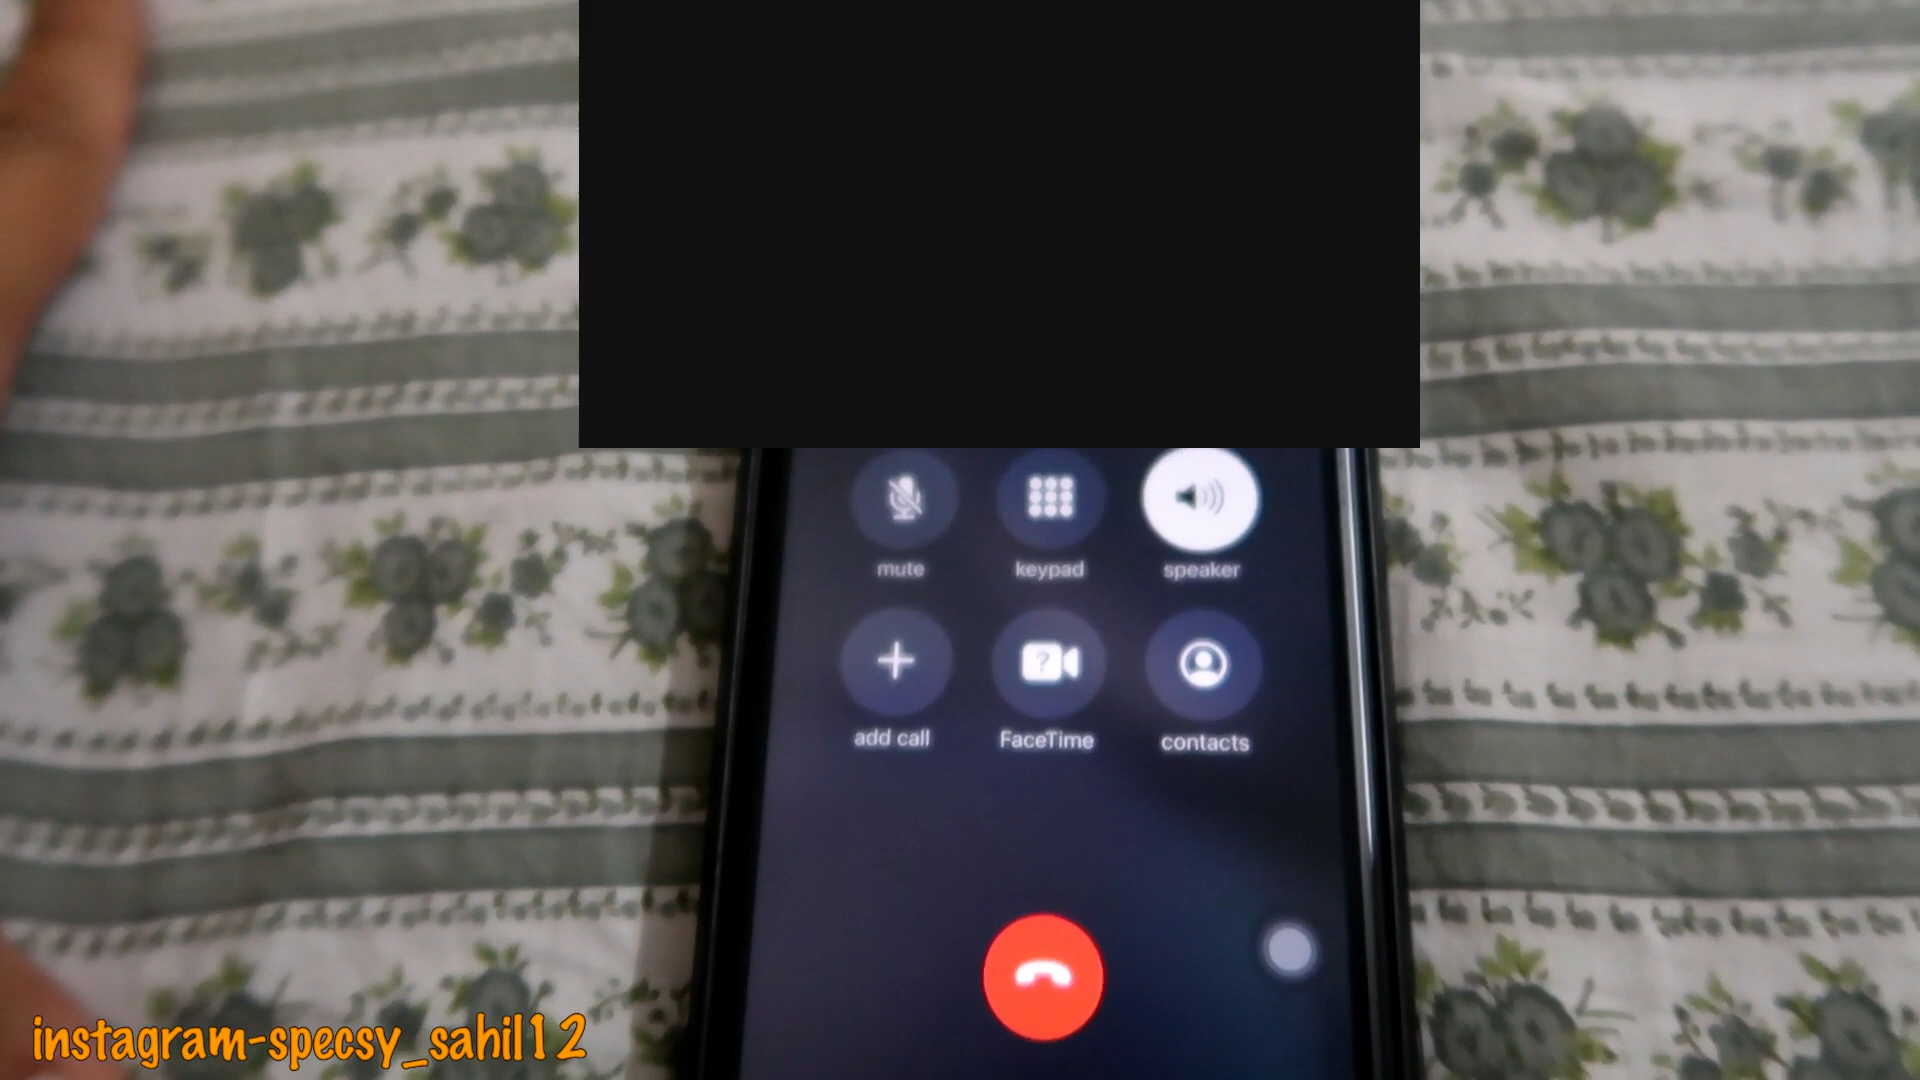 mute keypad speaker
add call FaceTime contacts
instagram-specsy_sahil12